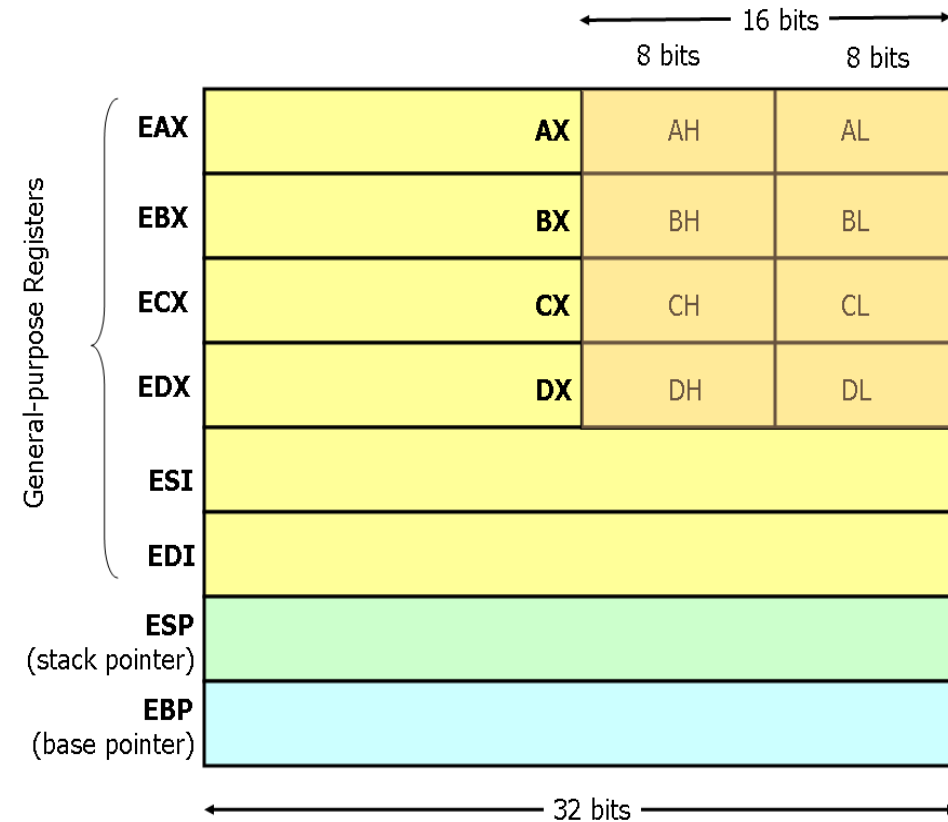 16 bits
8 bits 8 bits
General-purpose Registers
EAX AX AH AL
EBX BX BH BL
ECX CX CH CL
EDX DX DH DL
ESI
EDI
ESP
(stack pointer)
EBP
(base pointer)
32 bits